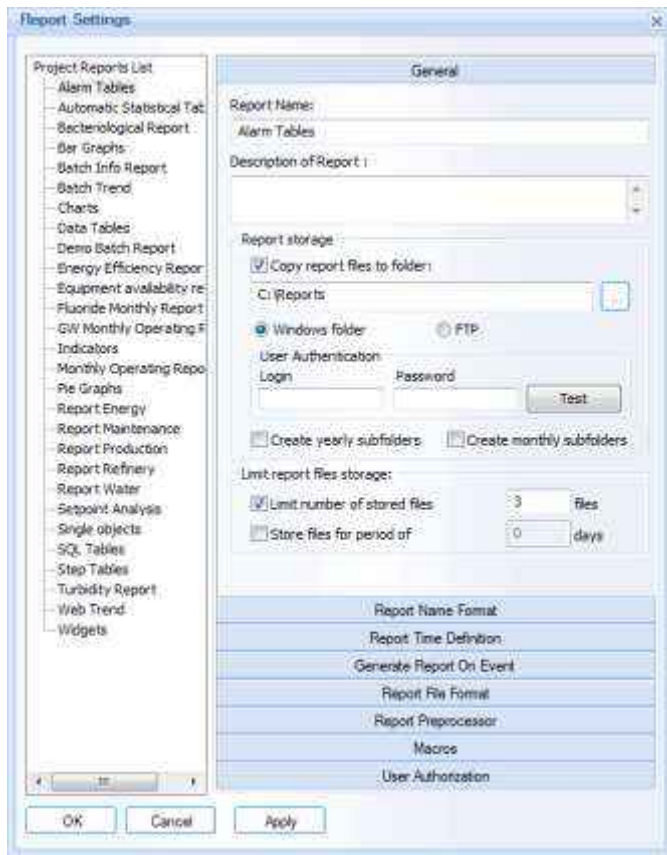 Report Settings
Project Reports List
Alarm Tables
Automatic Statistical Tab
Bacteriological Report
Bar Graphs
Batch Info Report
Batch Trend
Charts
Data Tables
Demo Batch Report
Energy Efficiency Repor
Equipment availability re
Fluoride Monthly Report
GW Monthly Operating R
Indicators
Monthly Operating Repo
Pie Graphs
Report Energy
Report Maintenance
Report Production
Report Refinery
Report Water
Setpoint Analysis
Single objects
SQL Tables
Step Tables
Turbidity Report
Web Trend
Widgets
General
Report Name:
Alarm Tables
Description of Report :
Report storage
Copy report files to folder:
C:\Reports
...
Windows folder
FTP
User Authentication
Login
Password
Test
Create yearly subfolders
Create monthly subfolders
Limit report files storage:
Limit number of stored files
3
files
Store files for period of
0
days
Report Name Format
Report Time Definition
Generate Report On Event
Report File Format
Report Preprocessor
Macros
User Authorization
OK
Cancel
Apply